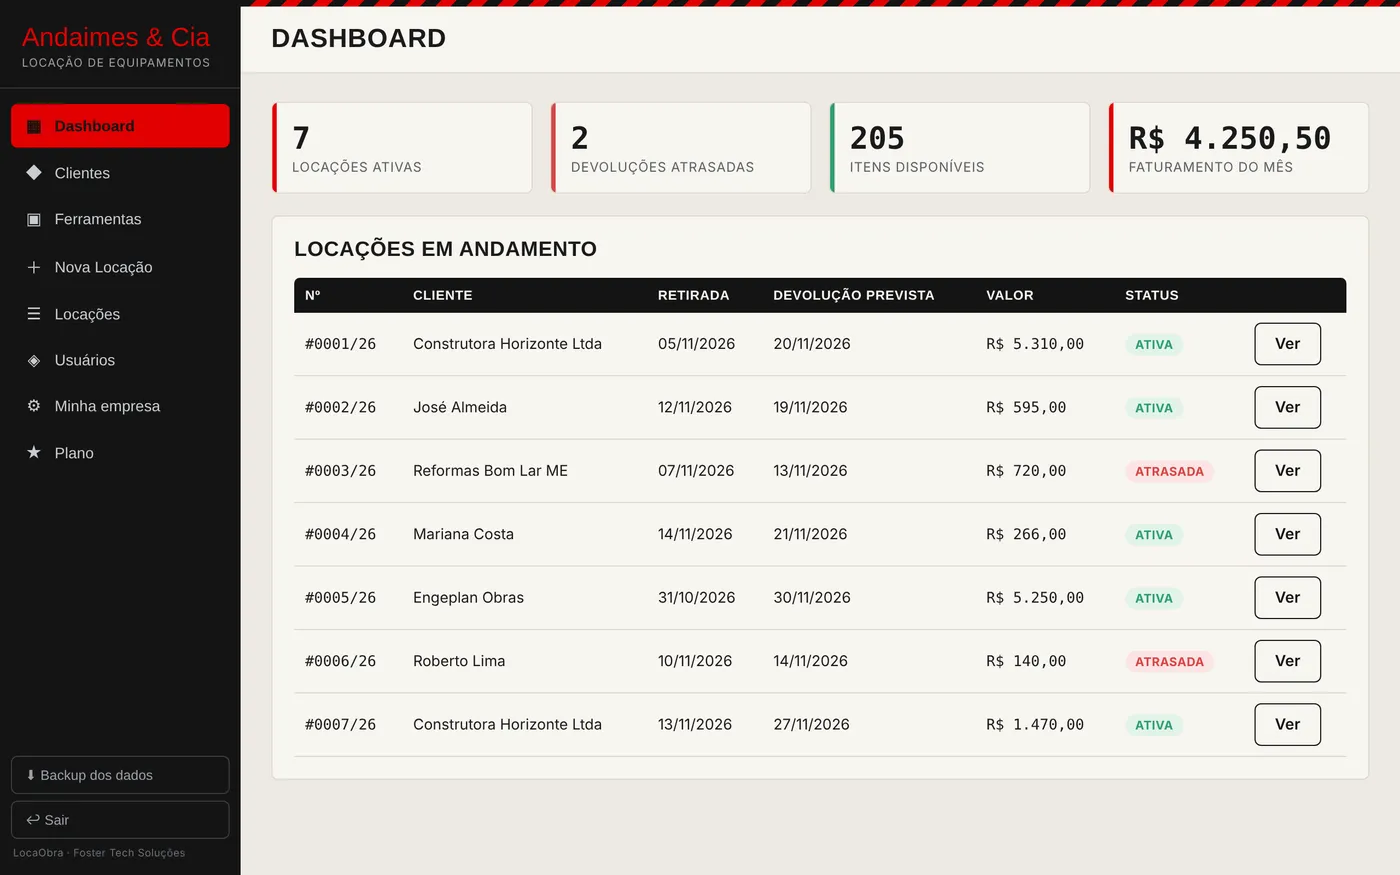 Andaimes & Cia
LOCAÇÃO DE EQUIPAMENTOS
Dashboard
Clientes
Ferramentas
Nova Locação
Locações
Usuários
Minha empresa
Plano
Backup dos dados
Sair
LocaObra · Foster Tech Soluções
DASHBOARD
7
LOCAÇÕES ATIVAS
2
DEVOLUÇÕES ATRASADAS
205
ITENS DISPONÍVEIS
R$ 4.250,50
FATURAMENTO DO MÊS
LOCAÇÕES EM ANDAMENTO
Nº CLIENTE RETIRADA DEVOLUÇÃO PREVISTA VALOR STATUS
#0001/26 Construtora Horizonte Ltda 05/11/2026 20/11/2026 R$ 5.310,00 ATIVA Ver
#0002/26 José Almeida 12/11/2026 19/11/2026 R$ 595,00 ATIVA Ver
#0003/26 Reformas Bom Lar ME 07/11/2026 13/11/2026 R$ 720,00 ATRASADA Ver
#0004/26 Mariana Costa 14/11/2026 21/11/2026 R$ 266,00 ATIVA Ver
#0005/26 Engeplan Obras 31/10/2026 30/11/2026 R$ 5.250,00 ATIVA Ver
#0006/26 Roberto Lima 10/11/2026 14/11/2026 R$ 140,00 ATRASADA Ver
#0007/26 Construtora Horizonte Ltda 13/11/2026 27/11/2026 R$ 1.470,00 ATIVA Ver